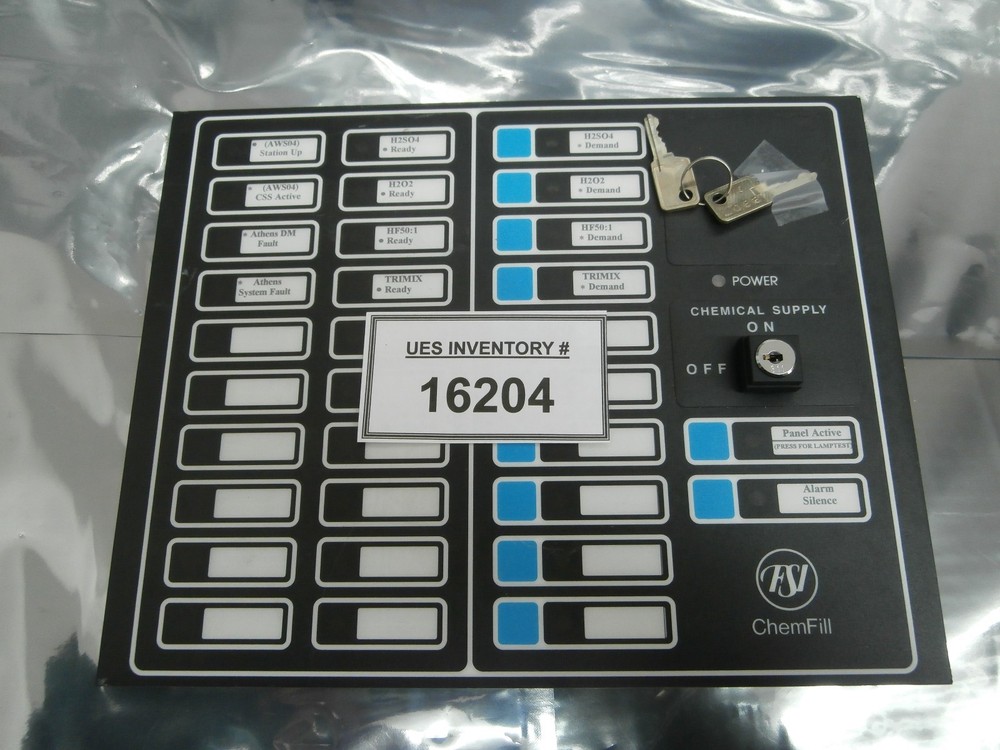 (AWS04)
Station Up
(AWS04)
CSS Active
Athens DM
Fault
Athens
System Fault
H2SO4
Ready
H2O2
Ready
HF50:1
Ready
TRIMIX
Ready
H2SO4
Demand
H2O2
Demand
HF50:1
Demand
TRIMIX
Demand
UES INVENTORY #
16204
POWER
CHEMICAL SUPPLY
ON
OFF
Panel Active
(PRESS FOR LAMPTEST)
Alarm
Silence
FSI
ChemFill